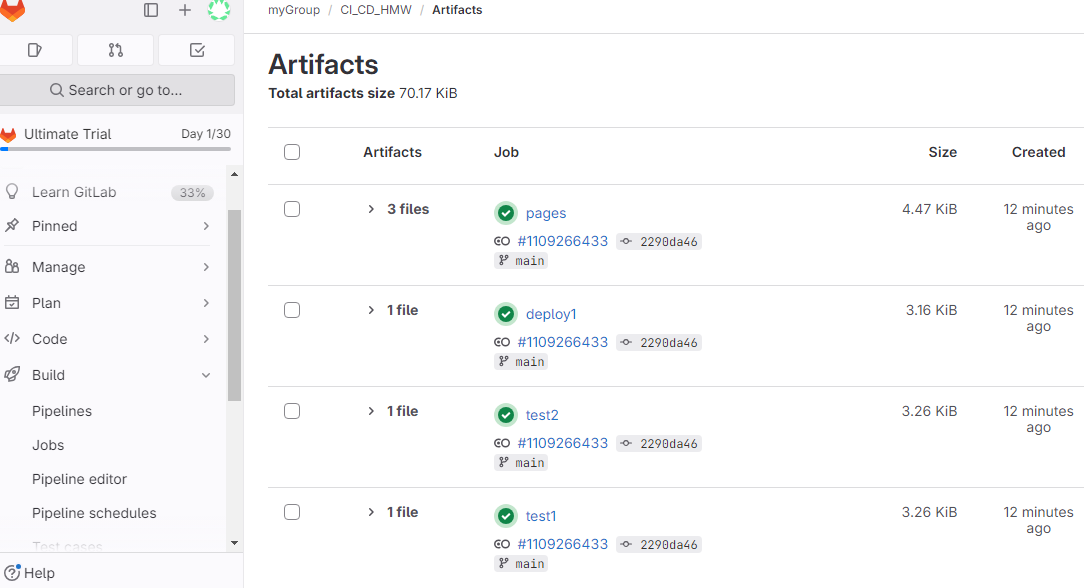 myGroup / CI_CD_HMW / Artifacts
Search or go to...
Ultimate Trial Day 1/30
Learn GitLab 33%
Pinned
Manage
Plan
Code
Build
Pipelines
Jobs
Pipeline editor
Pipeline schedules
Test cases
Help
Artifacts
Total artifacts size 70.17 KiB
Artifacts Job Size Created
3 files pages 4.47 KiB 12 minutes
ago
#1109266433 2290da46
main
1 file deploy1 3.16 KiB 12 minutes
ago
#1109266433 2290da46
main
1 file test2 3.26 KiB 12 minutes
ago
#1109266433 2290da46
main
1 file test1 3.26 KiB 12 minutes
ago
#1109266433 2290da46
main